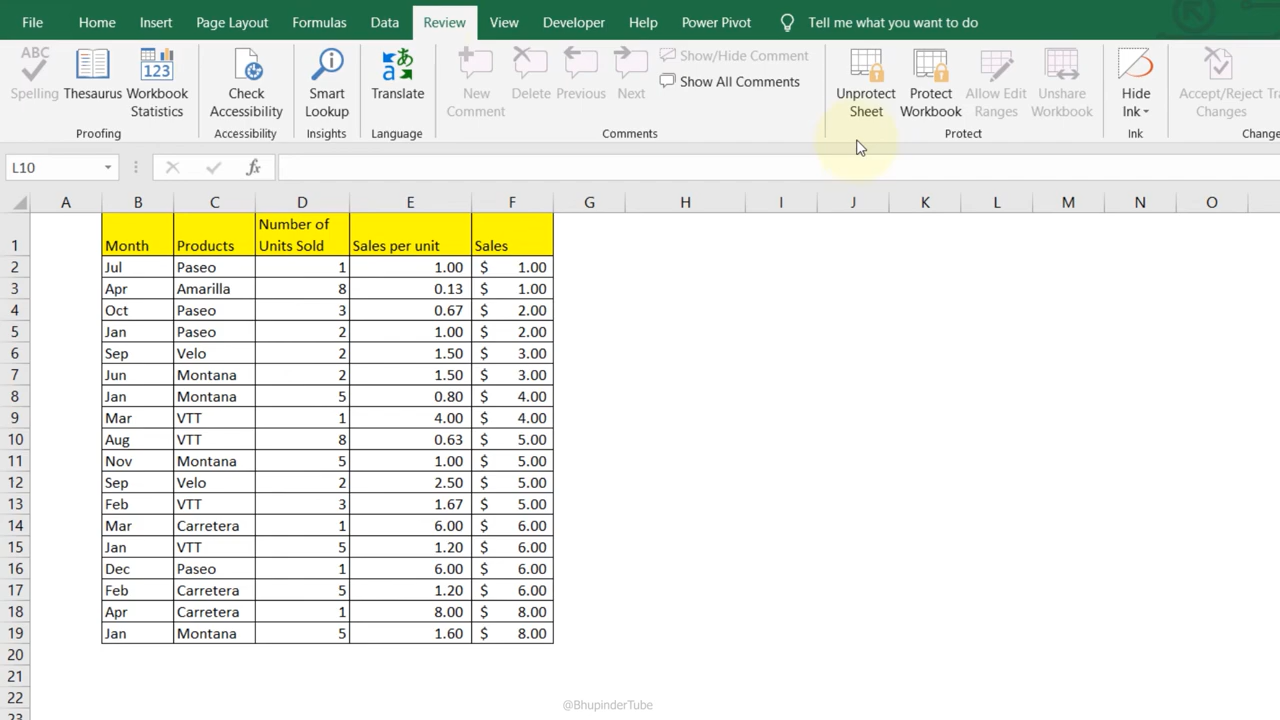 File Home Insert Page Layout Formulas Data Review View Developer Help Power Pivot Tell me what you want to do
ABC
Spelling
Thesaurus
123
Workbook
Statistics
Proofing
Check
Accessibility
Accessibility
Smart
Lookup
Insights
Translate
Language
New
Comment
Delete
Previous
Next
Show/Hide Comment
Show All Comments
Comments
Unprotect
Sheet
Protect
Workbook
Allow Edit
Ranges
Unshare
Workbook
Protect
Hide
Ink
Ink
Accept/Reject Tra
Changes
Change
L10 fx
A B C D E F G H I J K L M N O
1 Month Products Number of Units Sold Sales per unit Sales
2 Jul Paseo 1 1.00 $ 1.00
3 Apr Amarilla 8 0.13 $ 1.00
4 Oct Paseo 3 0.67 $ 2.00
5 Jan Paseo 2 1.00 $ 2.00
6 Sep Velo 2 1.50 $ 3.00
7 Jun Montana 2 1.50 $ 3.00
8 Jan Montana 5 0.80 $ 4.00
9 Mar VTT 1 4.00 $ 4.00
10 Aug VTT 8 0.63 $ 5.00
11 Nov Montana 5 1.00 $ 5.00
12 Sep Velo 2 2.50 $ 5.00
13 Feb VTT 3 1.67 $ 5.00
14 Mar Carretera 1 6.00 $ 6.00
15 Jan VTT 5 1.20 $ 6.00
16 Dec Paseo 1 6.00 $ 6.00
17 Feb Carretera 5 1.20 $ 6.00
18 Apr Carretera 1 8.00 $ 8.00
19 Jan Montana 5 1.60 $ 8.00
20
21
22
23
@BhupinderTube